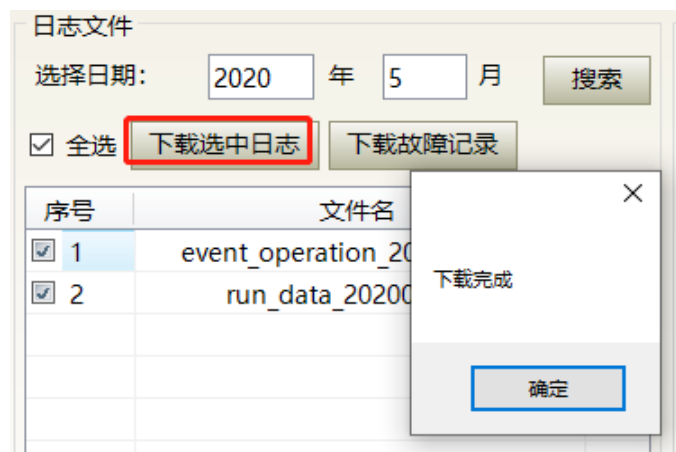 日志文件
选择日期: 2020 年 5 月 搜索
全选 下载选中日志 下载故障记录
序号 文件名
1 event_operation_20
2 run_data_2020
下载完成
确定